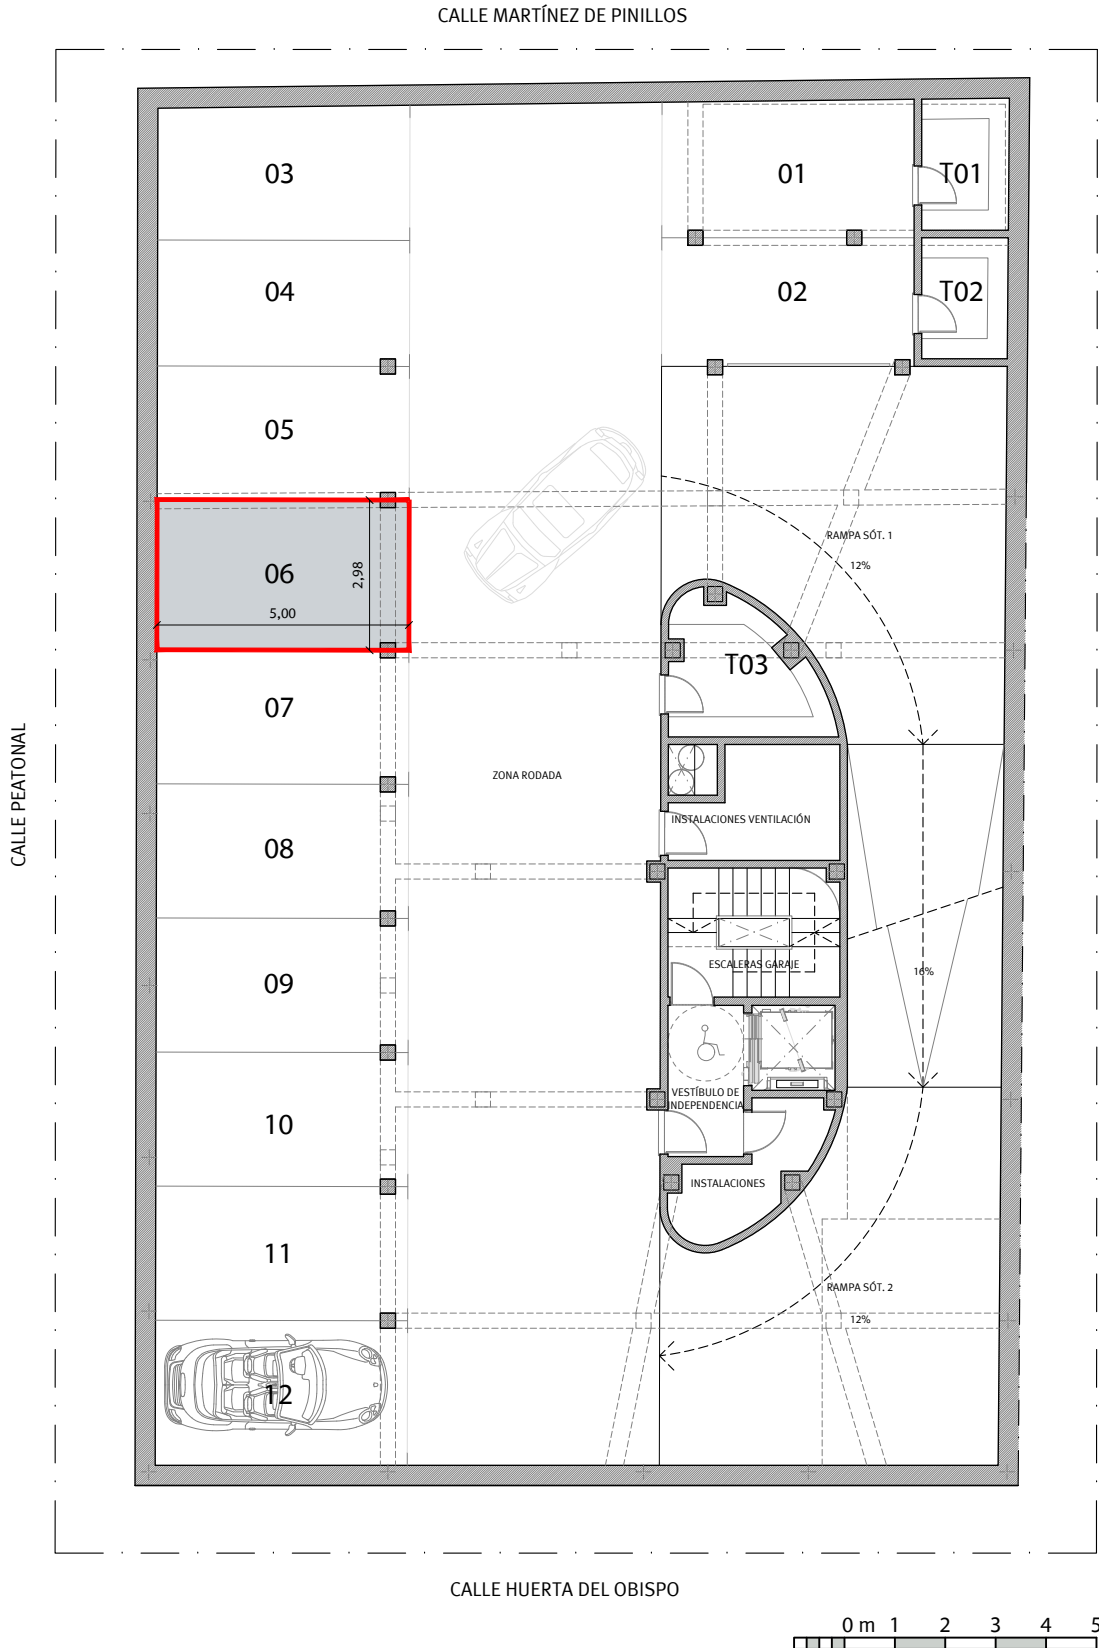 CALLE MARTÍNEZ DE PINILLOS
03
01
T01
04
02
T02
05
RAMPA SÓT. 1
12%
06
2,98
5,00
T03
07
CALLE PEATONAL
ZONA RODADA
INSTALACIONES VENTILACIÓN
08
ESCALERAS GARAJE
16%
09
VESTÍBULO DE
INDEPENDENCIA
10
INSTALACIONES
11
RAMPA SÓT. 2
12%
12
CALLE HUERTA DEL OBISPO
0 m 1 2 3 4 5